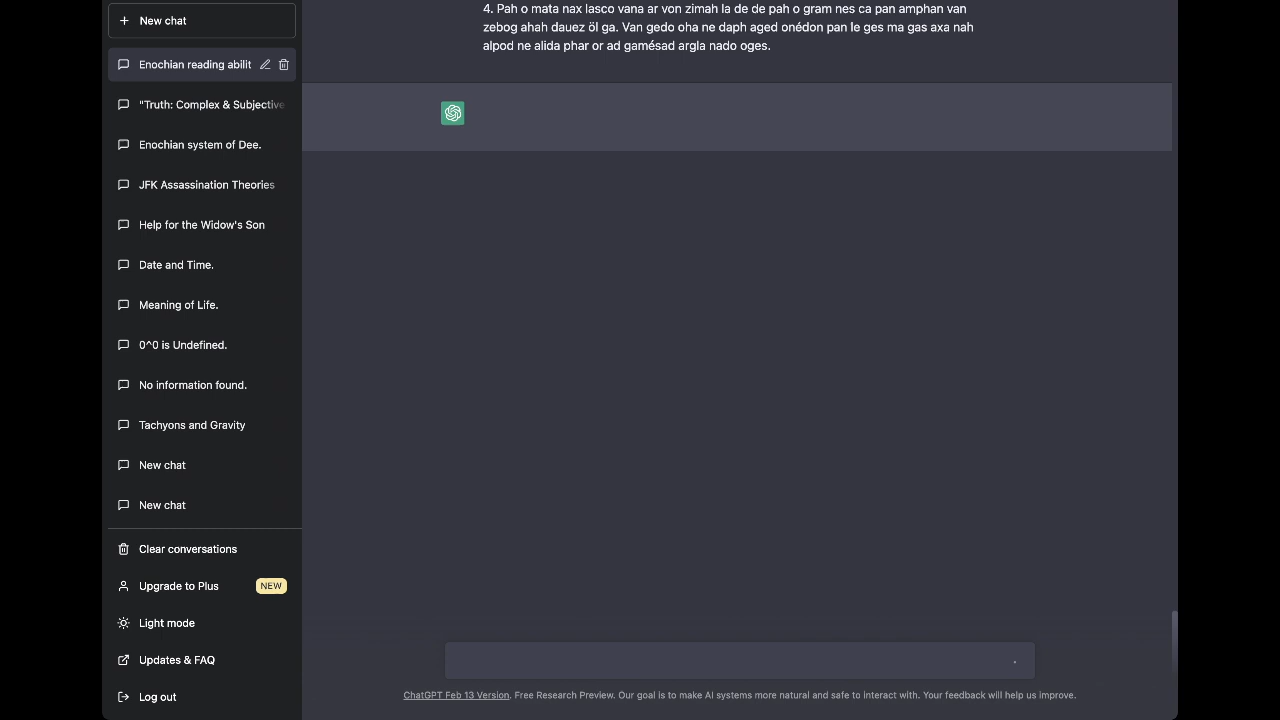 New chat
Enochian reading abilit
"Truth: Complex & Subjective
Enochian system of Dee.
JFK Assassination Theories
Help for the Widow's Son
Date and Time.
Meaning of Life.
0^0 is Undefined.
No information found.
Tachyons and Gravity
New chat
New chat
Clear conversations
Upgrade to Plus NEW
Light mode
Updates & FAQ
Log out
4. Pah o mata nax lasco vana ar von zimah la de de pah o gram nes ca pan amphan van
zebog ahah dauez öl ga. Van gedo oha ne daph aged onédon pan le ges ma gas axa nah
alpod ne alida phar or ad gamésad argla nado oges.
ChatGPT Feb 13 Version. Free Research Preview. Our goal is to make AI systems more natural and safe to interact with. Your feedback will help us improve.